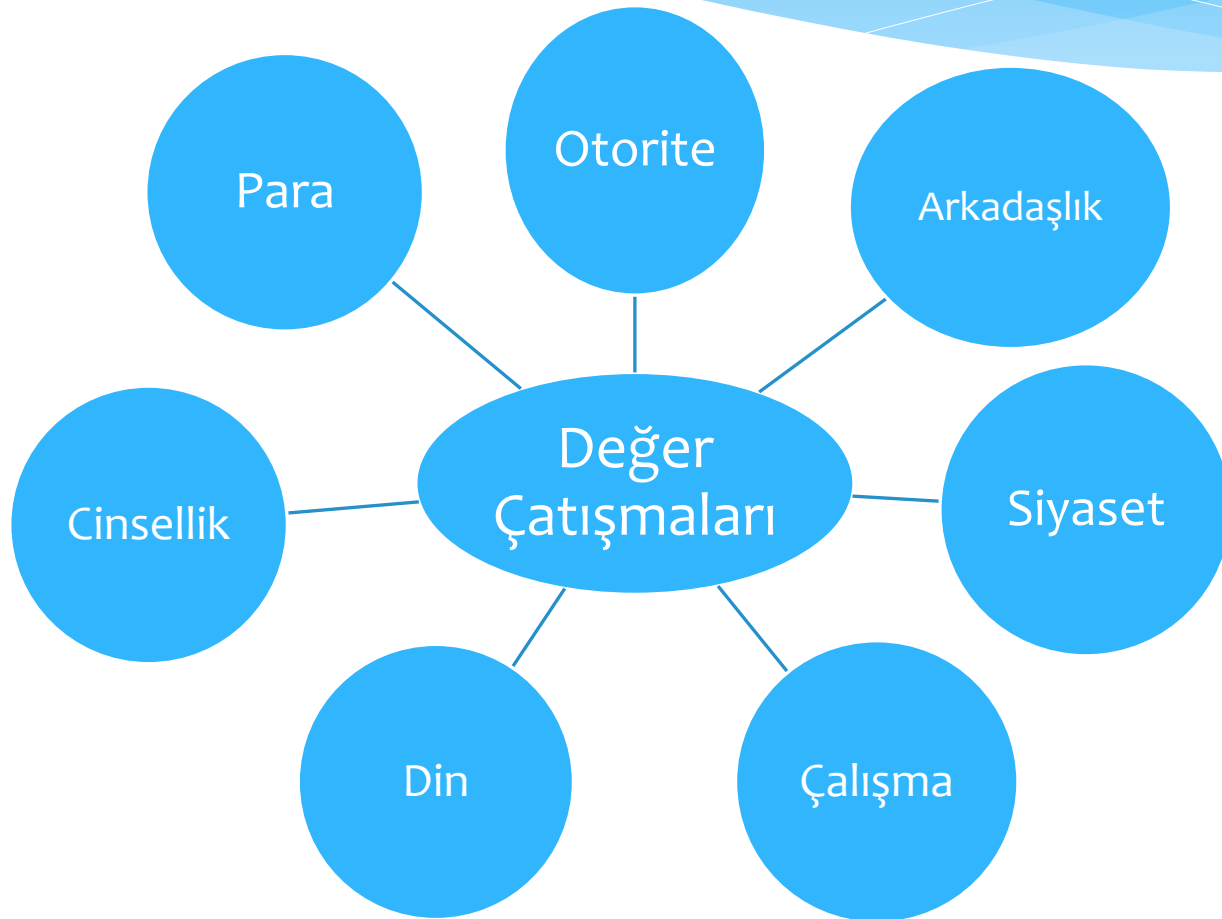 Otorite
Para
Arkadaşlık
Değer
Çatışmaları
Siyaset
Cinsellik
Din
Çalışma